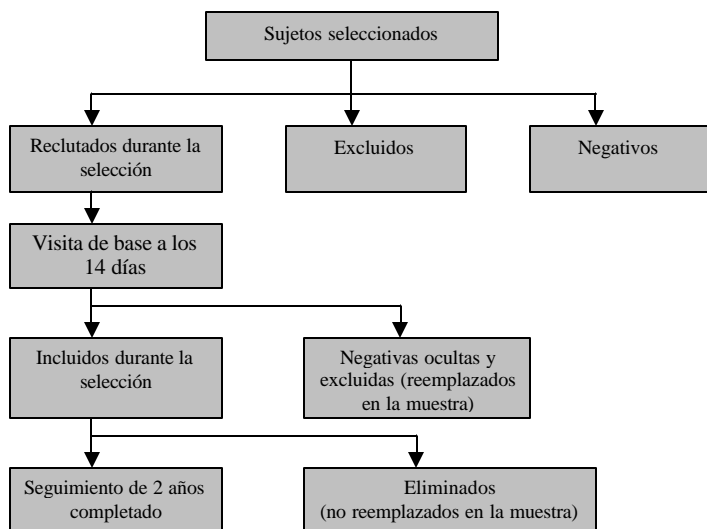 Sujetos seleccionados
Reclutados durante la
selección
Excluidos
Negativos
Visita de base a los
14 días
Incluidos durante la
selección
Negativas ocultas y
excluidas (reemplazados
en la muestra)
Seguimiento de 2 años
completado
Eliminados
(no reemplazados en la muestra)